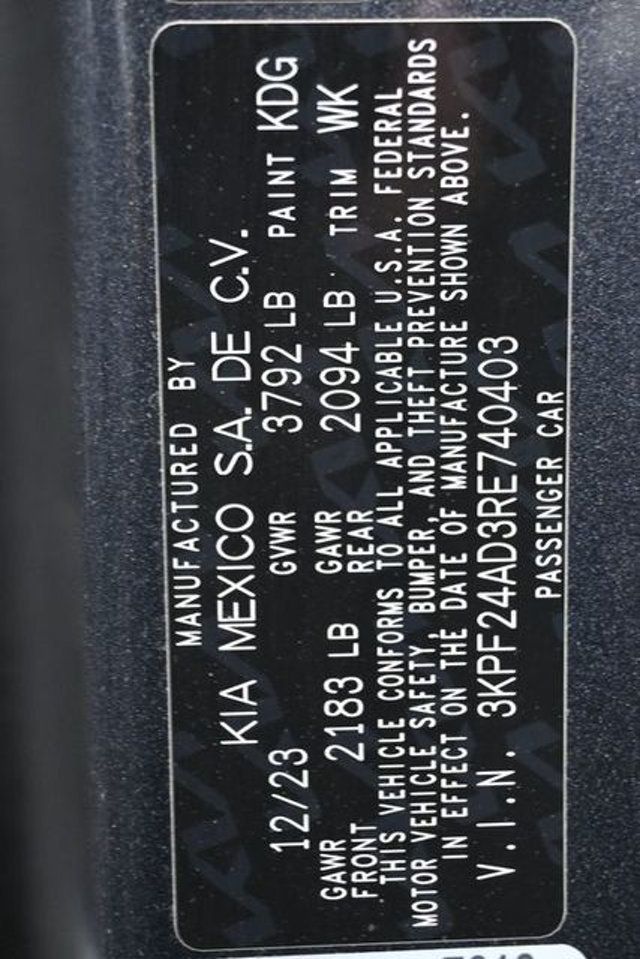 MANUFACTURED BY
KIA MEXICO S.A. DE C.V.
12/23 GVWR 3792 LB PAINT KDG
GAWR FRONT 2183 LB GAWR REAR 2094 LB TRIM WK
THIS VEHICLE CONFORMS TO ALL APPLICABLE U.S.A. FEDERAL
MOTOR VEHICLE SAFETY, BUMPER, AND THEFT PREVENTION STANDARDS
IN EFFECT ON THE DATE OF MANUFACTURE SHOWN ABOVE.
V.I.N. 3KPF24AD3RE740403
PASSENGER CAR